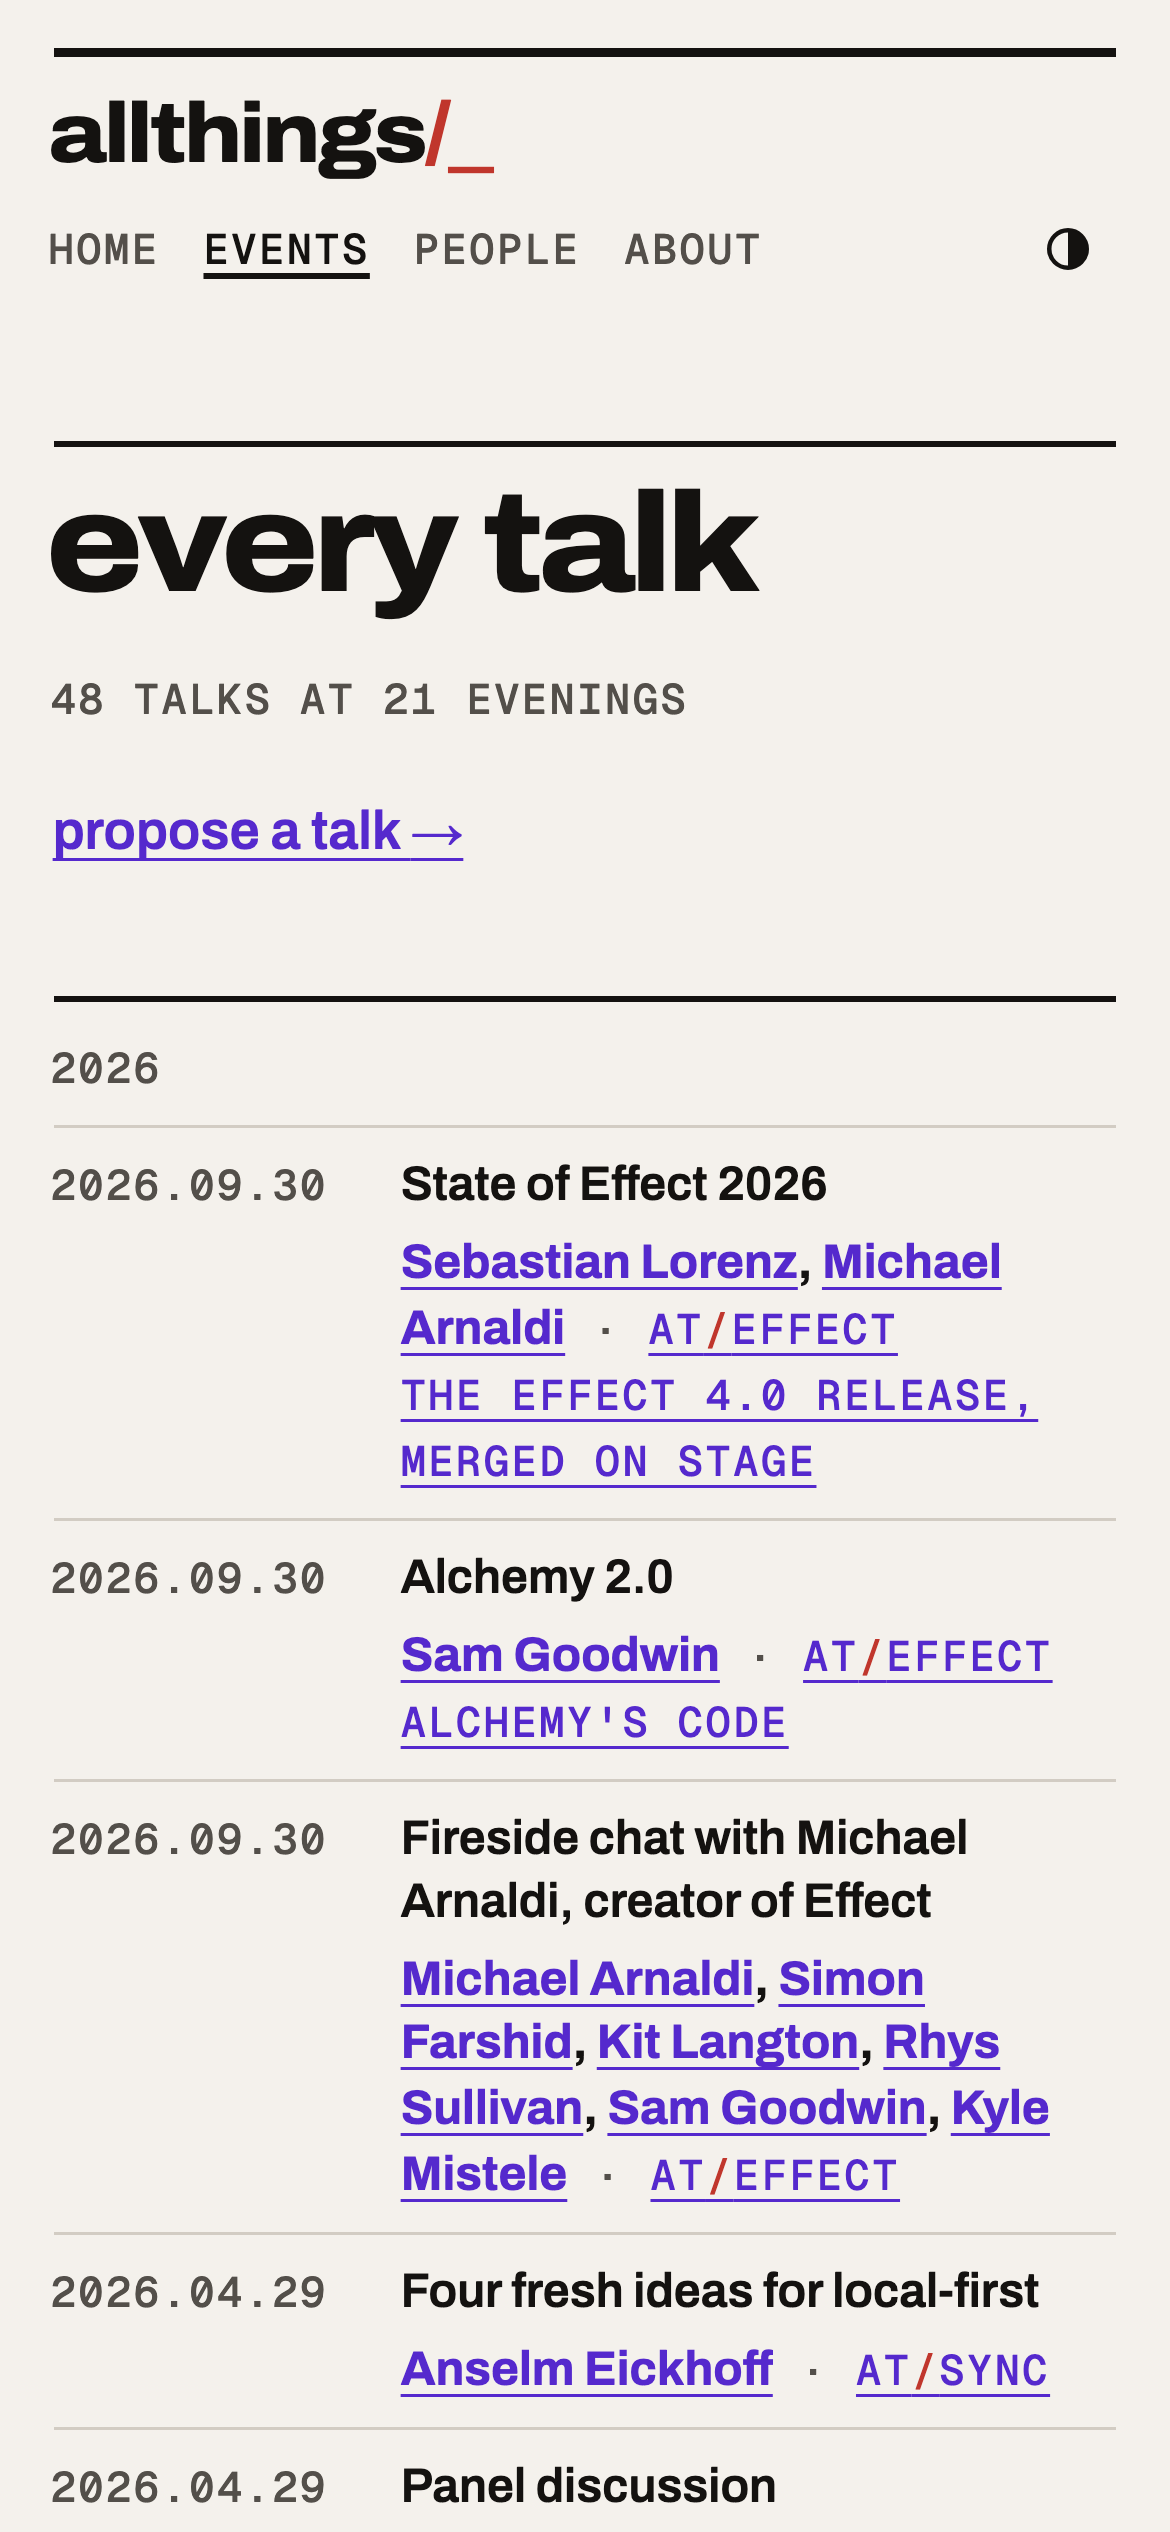 allthings/_
HOME EVENTS PEOPLE ABOUT
every talk
48 TALKS AT 21 EVENINGS
propose a talk →
2026
2026.09.30 State of Effect 2026
Sebastian Lorenz, Michael
Arnaldi · AT/EFFECT
THE EFFECT 4.0 RELEASE,
MERGED ON STAGE
2026.09.30 Alchemy 2.0
Sam Goodwin · AT/EFFECT
ALCHEMY'S CODE
2026.09.30 Fireside chat with Michael
Arnaldi, creator of Effect
Michael Arnaldi, Simon
Farshid, Kit Langton, Rhys
Sullivan, Sam Goodwin, Kyle
Mistele · AT/EFFECT
2026.04.29 Four fresh ideas for local-first
Anselm Eickhoff · AT/SYNC
2026.04.29 Panel discussion